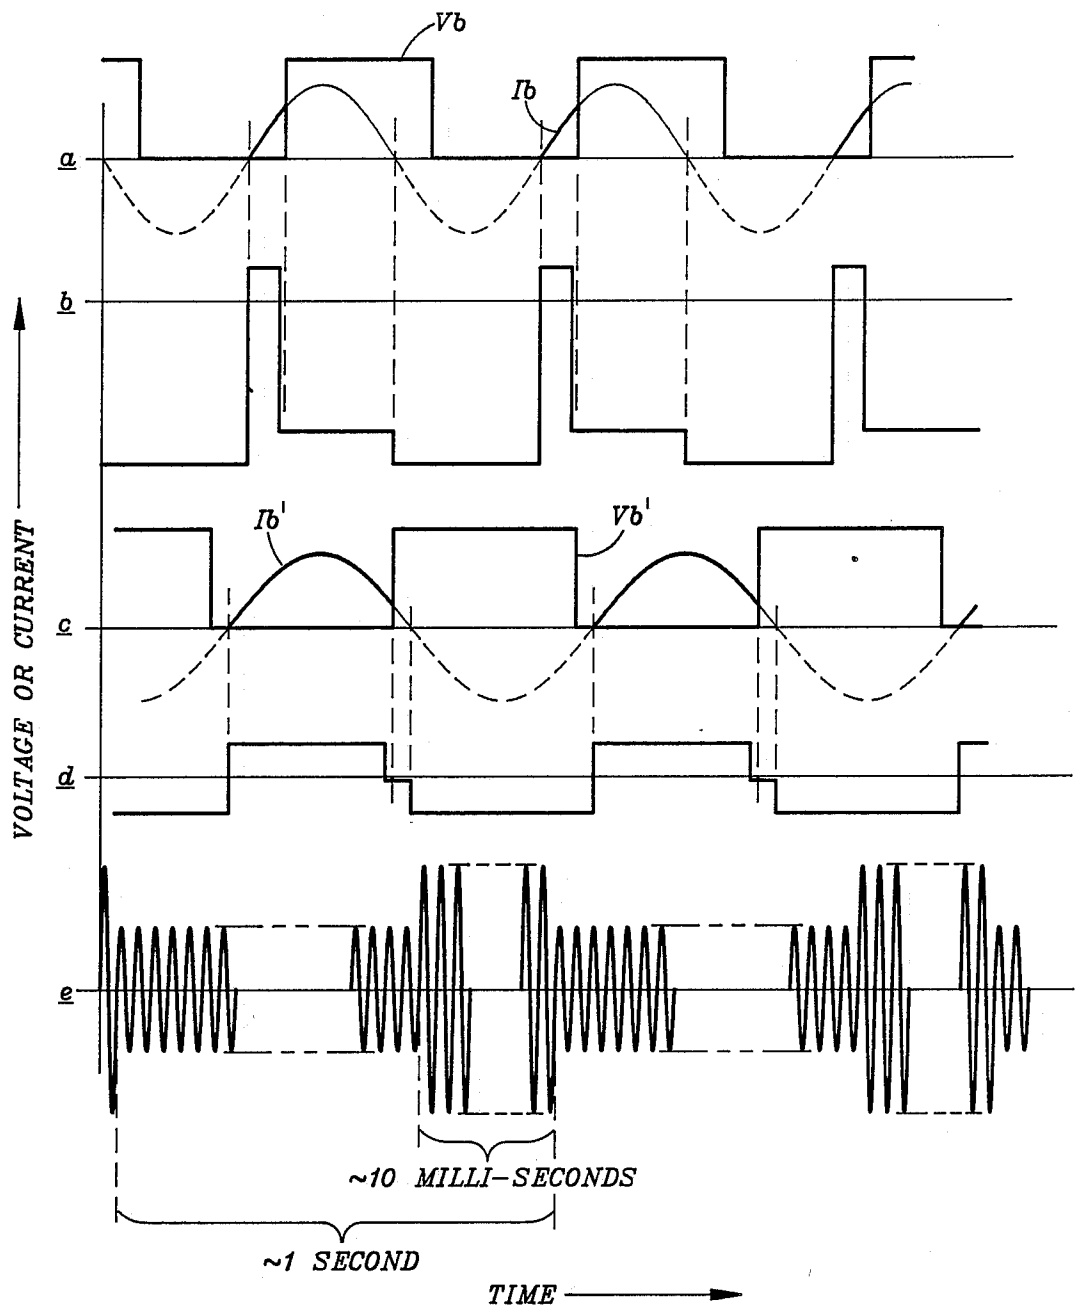 Vb
Ib
a
b
Ib'
Vb'
c
VOLTAGE OR CURRENT
d
e
~10 MILLI-SECONDS
~1 SECOND
TIME